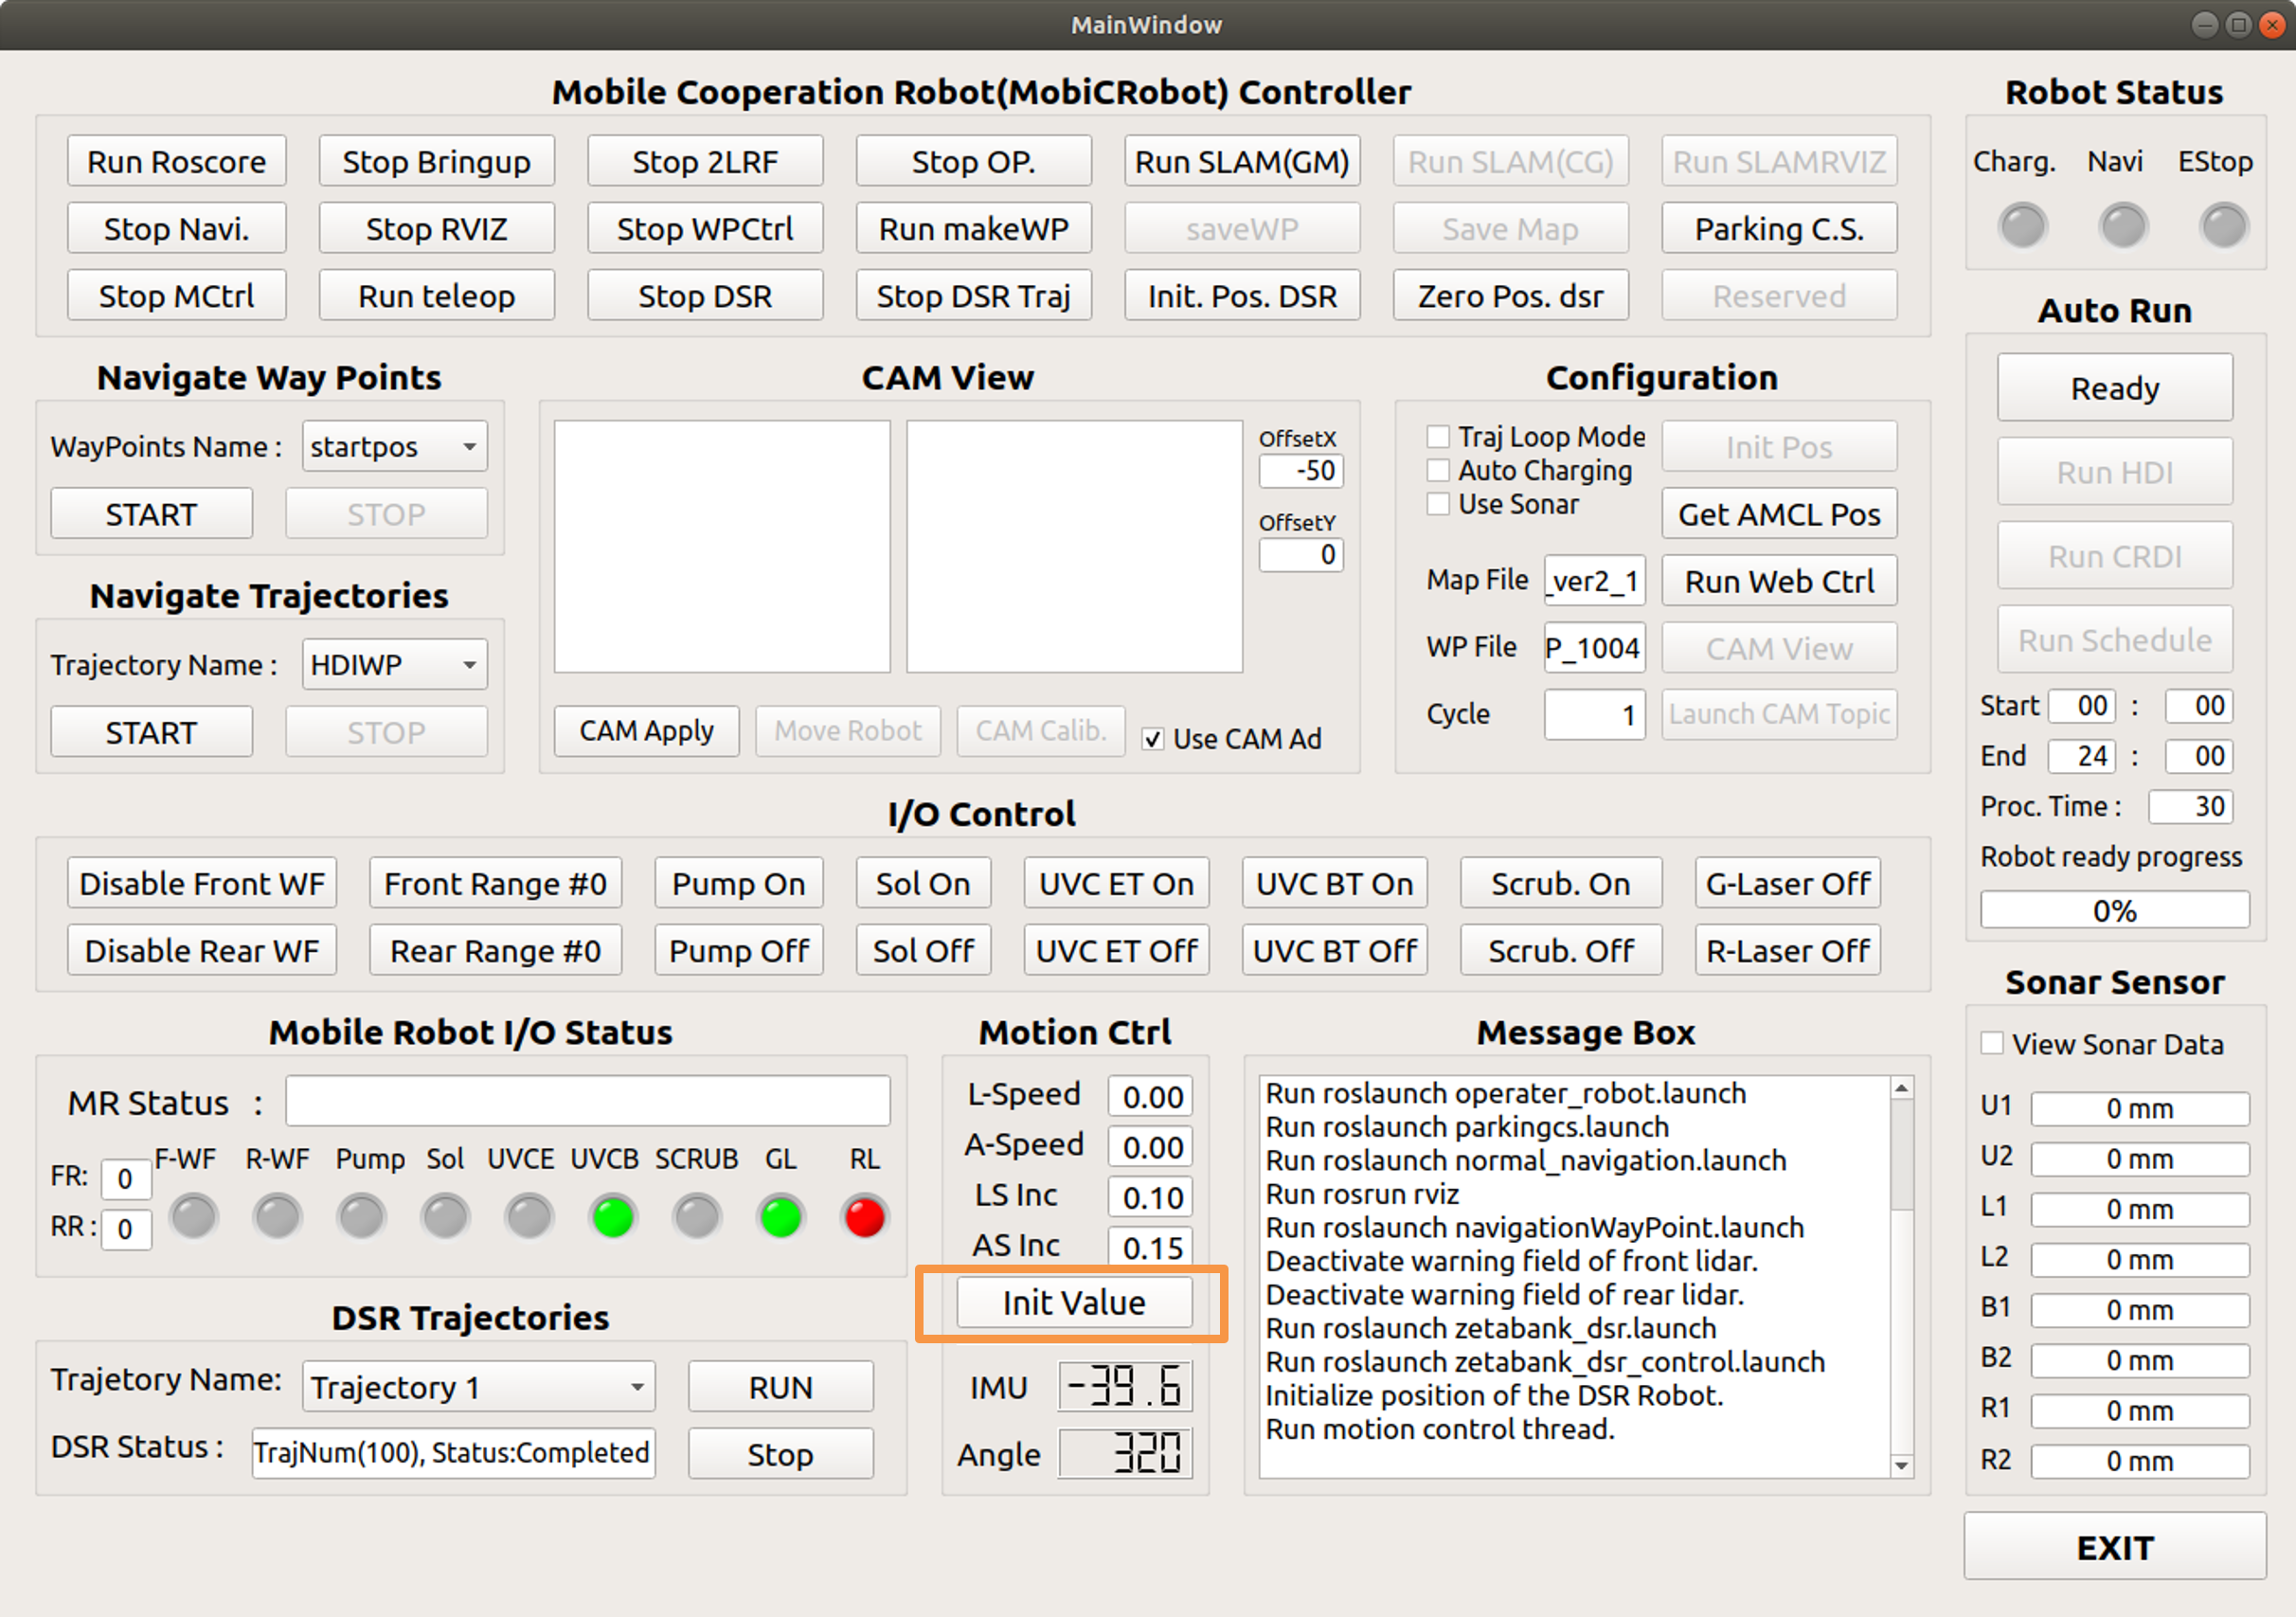 MainWindow
Mobile Cooperation Robot(MobiCRobot) Controller
Run Roscore Stop Bringup Stop 2LRF Stop OP. Run SLAM(GM) Run SLAM(CG) Run SLAMRVIZ
Stop Navi. Stop RVIZ Stop WPCtrl Run makeWP saveWP Save Map Parking C.S.
Stop MCtrl Run teleop Stop DSR Stop DSR Traj Init. Pos. DSR Zero Pos. dsr Reserved
Robot Status
Charg. Navi EStop
Navigate Way Points
WayPoints Name : startpos
START STOP
Navigate Trajectories
Trajectory Name : HDIWP
START STOP
CAM View
OffsetX
-50
OffsetY
0
CAM Apply Move Robot CAM Calib. Use CAM Ad
Configuration
Traj Loop Mode
Auto Charging
Use Sonar
Init Pos
Get AMCL Pos
Map File _ver2_1 Run Web Ctrl
WP File P_1004 CAM View
Cycle 1 Launch CAM Topic
Auto Run
Ready
Run HDI
Run CRDI
Run Schedule
Start 00 : 00
End 24 : 00
Proc. Time : 30
Robot ready progress
0%
I/O Control
Disable Front WF Front Range #0 Pump On Sol On UVC ET On UVC BT On Scrub. On G-Laser Off
Disable Rear WF Rear Range #0 Pump Off Sol Off UVC ET Off UVC BT Off Scrub. Off R-Laser Off
Mobile Robot I/O Status
MR Status :
F-WF R-WF Pump Sol UVCE UVCB SCRUB GL RL
FR: 0
RR : 0
DSR Trajectories
Trajetory Name: Trajectory 1 RUN
DSR Status : TrajNum(100), Status:Completed Stop
Motion Ctrl
L-Speed 0.00
A-Speed 0.00
LS Inc 0.10
AS Inc 0.15
Init Value
IMU -39.6
Angle 320
Message Box
Run roslaunch operater_robot.launch
Run roslaunch parkingcs.launch
Run roslaunch normal_navigation.launch
Run rosrun rviz
Run roslaunch navigationWayPoint.launch
Deactivate warning field of front lidar.
Deactivate warning field of rear lidar.
Run roslaunch zetabank_dsr.launch
Run roslaunch zetabank_dsr_control.launch
Initialize position of the DSR Robot.
Run motion control thread.
Sonar Sensor
View Sonar Data
U1 0 mm
U2 0 mm
L1 0 mm
L2 0 mm
B1 0 mm
B2 0 mm
R1 0 mm
R2 0 mm
EXIT